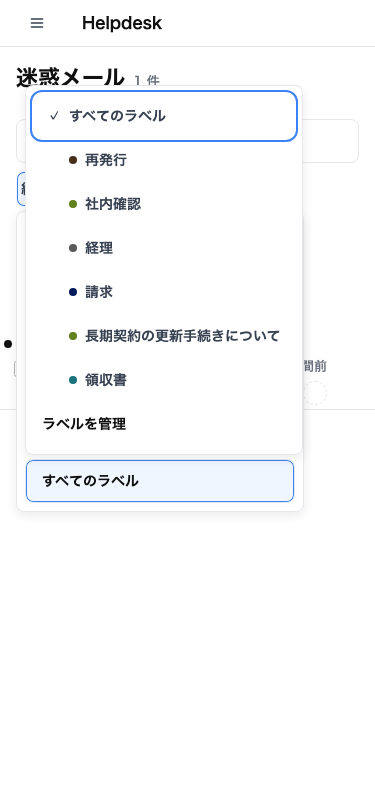 Helpdesk
迷惑メール 1 件
✓ すべてのラベル
再発行
社内確認
経理
請求
長期契約の更新手続きについて
間前
領収書
ラベルを管理
すべてのラベル